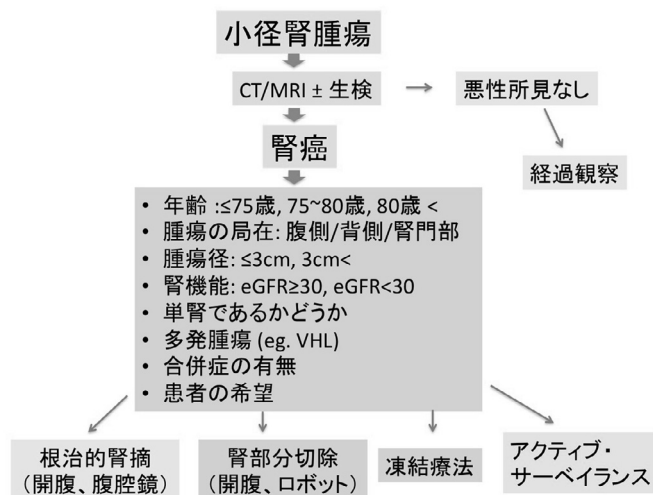 小径腎腫瘍
CT/MRI ± 生検
悪性所見なし
腎癌
経過観察
• 年齢 :≤75歳, 75~80歳, 80歳 <
• 腫瘍の局在: 腹側/背側/腎門部
• 腫瘍径: ≤3cm, 3cm<
• 腎機能: eGFR≥30, eGFR<30
• 単腎であるかどうか
• 多発腫瘍 (eg. VHL)
• 合併症の有無
• 患者の希望
根治的腎摘
(開腹、腹腔鏡)
腎部分切除
(開腹、ロボット)
凍結療法
アクティブ・
サーベイランス